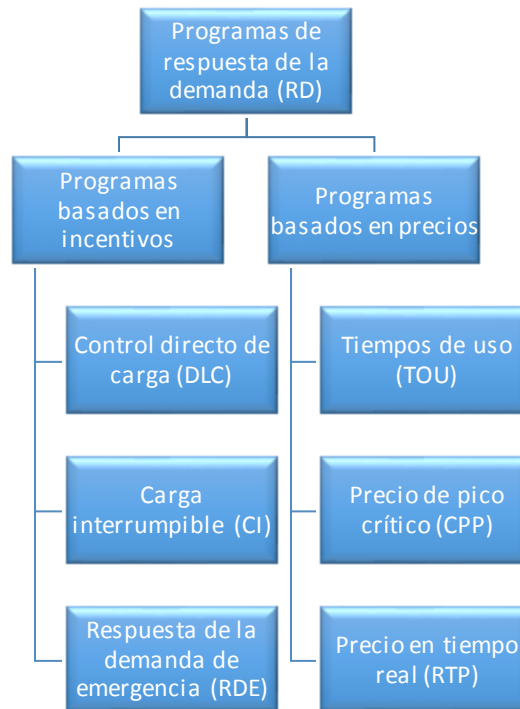 Programas de
respuesta de la
demanda (RD)
Programas
basados en
incentivos
Programas
basados en precios
Control directo de
carga (DLC)
Tiempos de uso
(TOU)
Carga
interrumpible (CI)
Precio de pico
crítico (CPP)
Respuesta de la
demanda de
emergencia (RDE)
Precio en tiempo
real (RTP)